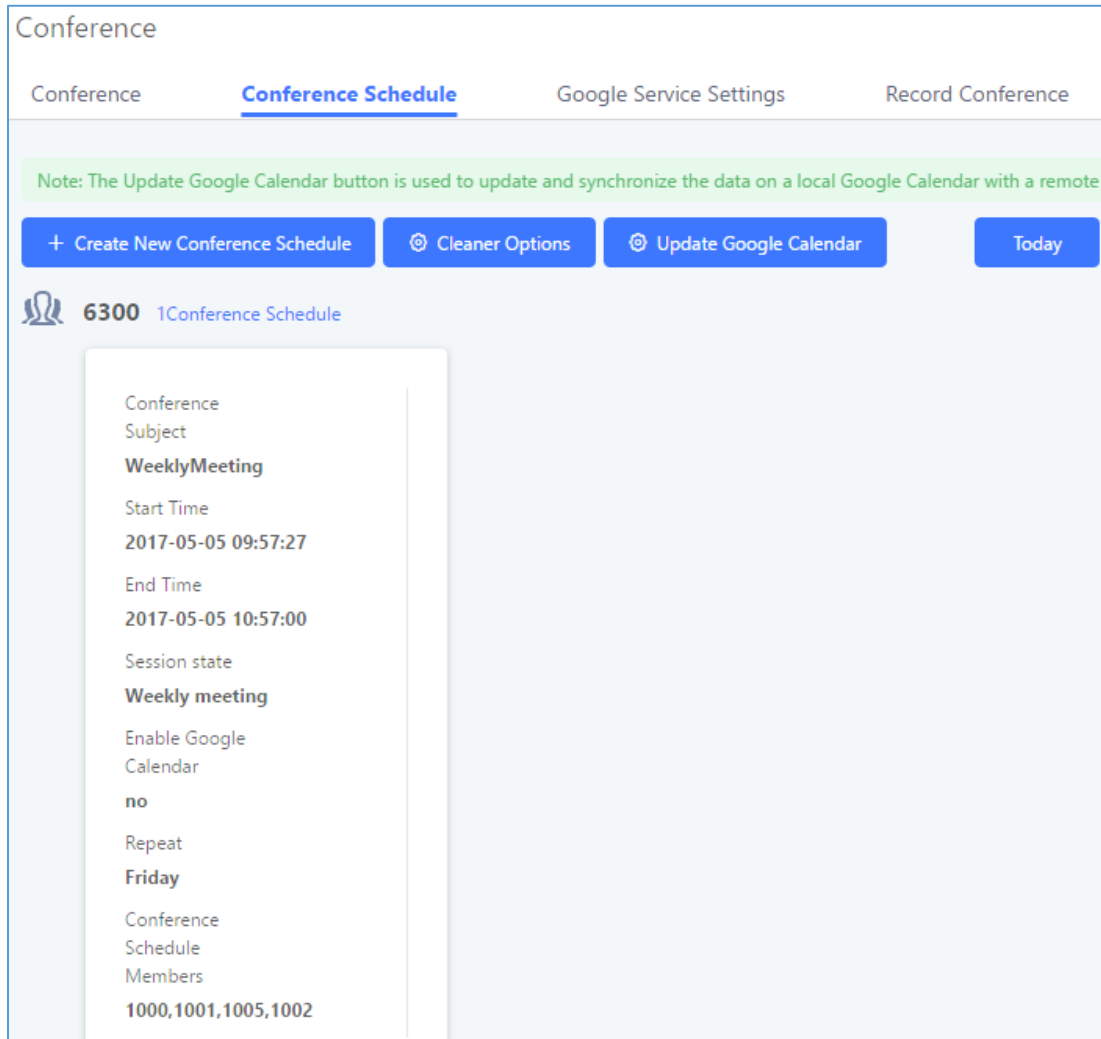 Conference
Conference Conference Schedule Google Service Settings Record Conference
Note: The Update Google Calendar button is used to update and synchronize the data on a local Google Calendar with a remote
+ Create New Conference Schedule Cleaner Options Update Google Calendar Today
6300 1Conference Schedule
Conference
Subject
WeeklyMeeting
Start Time
2017-05-05 09:57:27
End Time
2017-05-05 10:57:00
Session state
Weekly meeting
Enable Google
Calendar
no
Repeat
Friday
Conference
Schedule
Members
1000,1001,1005,1002